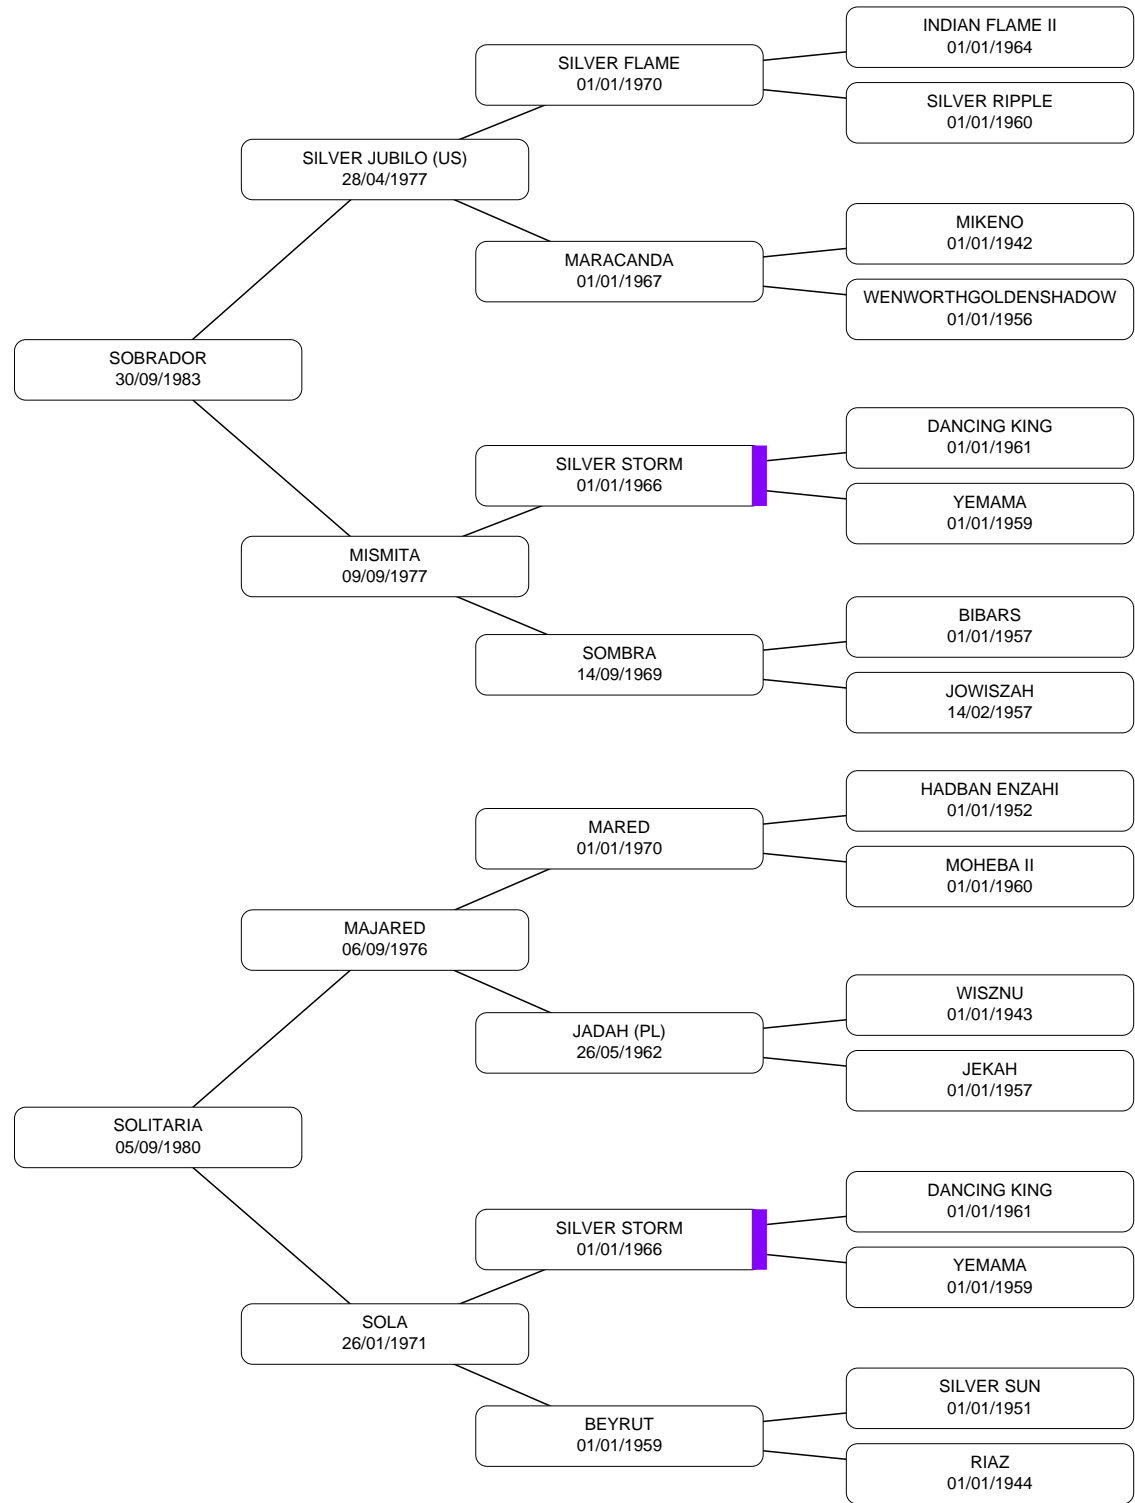 INDIAN FLAME II
01/01/1964
SILVER FLAME
01/01/1970
SILVER RIPPLE
01/01/1960
SILVER JUBILO (US)
28/04/1977
MIKENO
01/01/1942
MARACANDA
01/01/1967
WENWORTHGOLDENSHADOW
01/01/1956
SOBRADOR
30/09/1983
DANCING KING
01/01/1961
SILVER STORM
01/01/1966
YEMAMA
01/01/1959
MISMITA
09/09/1977
BIBARS
01/01/1957
SOMBRA
14/09/1969
JOWISZAH
14/02/1957
HADBAN ENZAHI
01/01/1952
MARED
01/01/1970
MOHEBA II
01/01/1960
MAJARED
06/09/1976
WISZNU
01/01/1943
JADAH (PL)
26/05/1962
JEKAH
01/01/1957
SOLITARIA
05/09/1980
DANCING KING
01/01/1961
SILVER STORM
01/01/1966
YEMAMA
01/01/1959
SOLA
26/01/1971
SILVER SUN
01/01/1951
BEYRUT
01/01/1959
RIAZ
01/01/1944